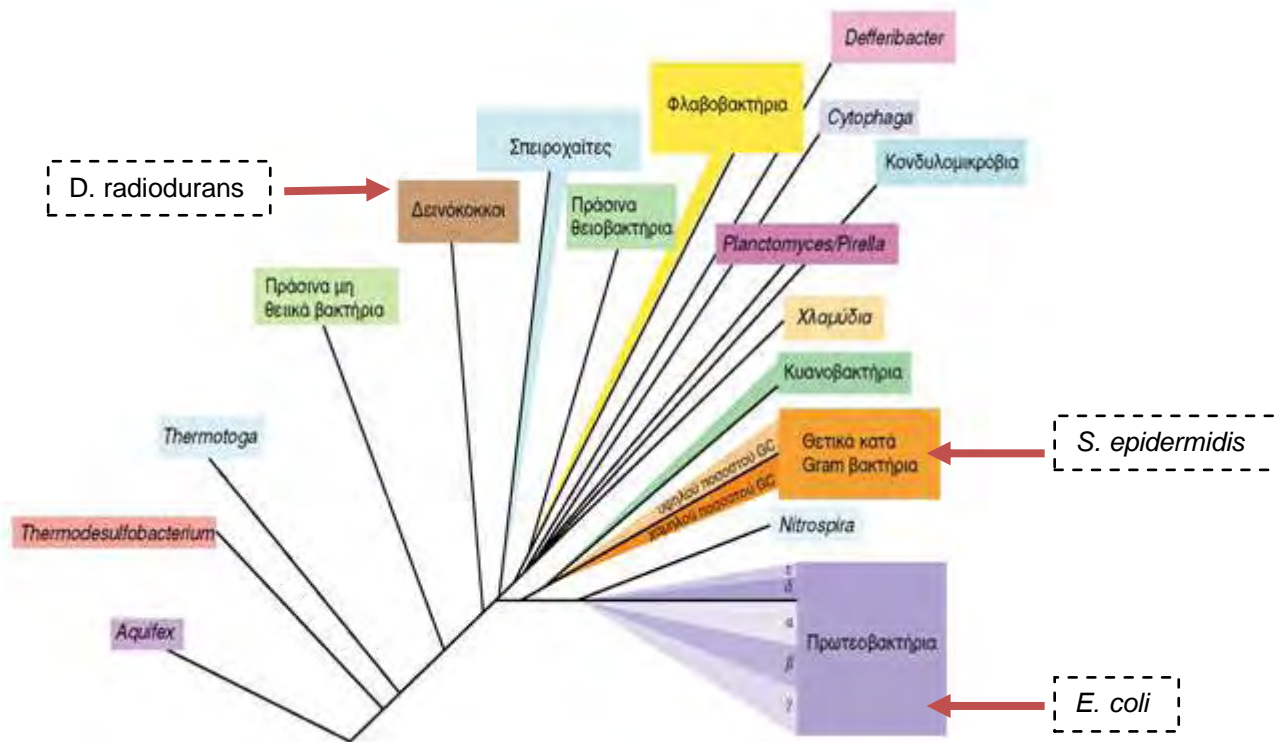 Defferibacter
Φλαβοβακτήρια
Cytophaga
Σπειροχαίτες
Κονδυλομικρόβια
D. radiodurans
Δεινόκοκκοι
Πράσινα
θειοβακτήρια
Planctomyces/Pirella
Πράσινα μη
θειικά βακτήρια
Χλαμύδια
Κυανοβακτήρια
Thermotoga
υψηλού ποσοστού GC
χαμηλού ποσοστού GC
Θετικά κατά
Gram βακτήρια
S. epidermidis
Thermodesulfobacterium
Nitrospira
ε
δ
α
β
γ
Πρωτεοβακτήρια
Aquifex
E. coli